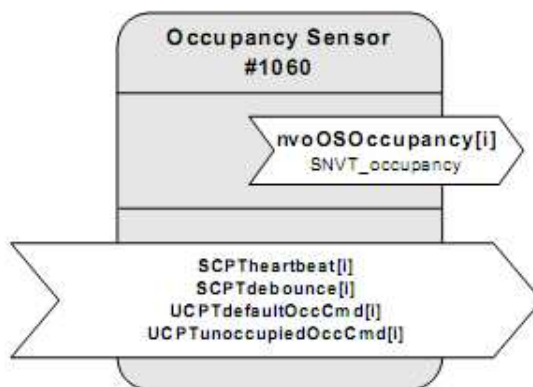 Occupancy Sensor
#1060
nvoOSOccupancy[i]
SNVT_occupancy
SCPTheartbeat[i]
SCPTdebounce[i]
UCPTdefaultOccCmd[i]
UCPTunoccupiedOccCmd[i]